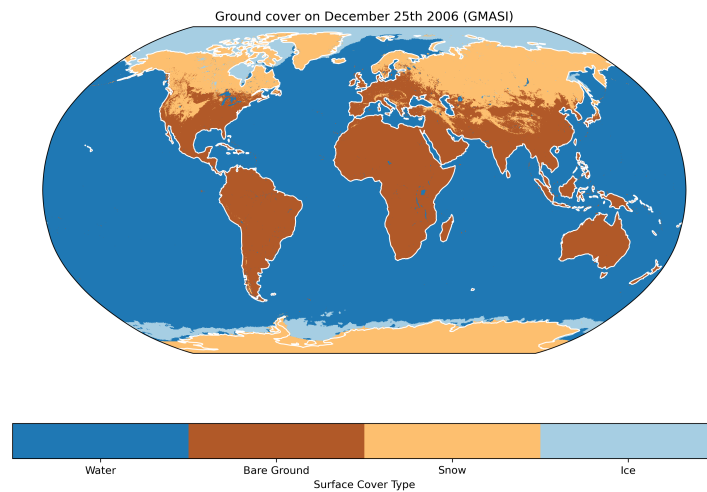 Ground cover on December 25th 2006 (GMASI)
Water
Bare Ground
Snow
Ice
Surface Cover Type